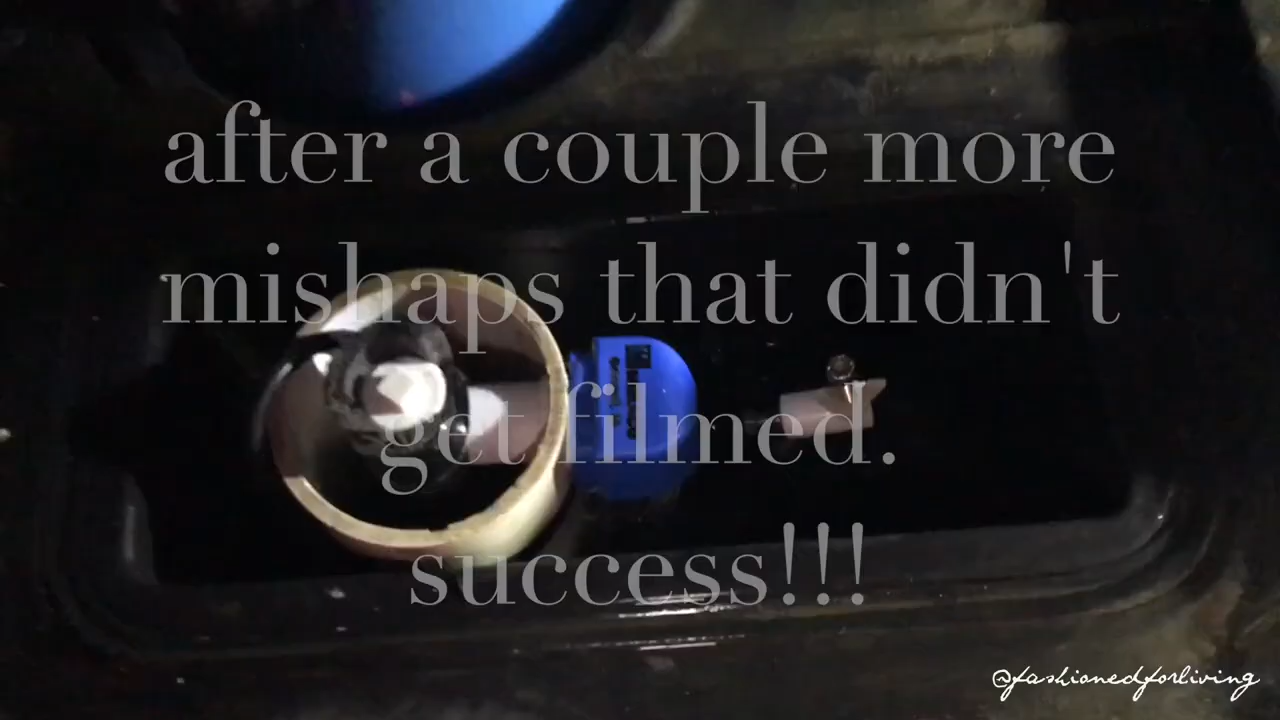 after a couple more
mishaps that didn't
get filmed.
success!!!
@fashionedforliving